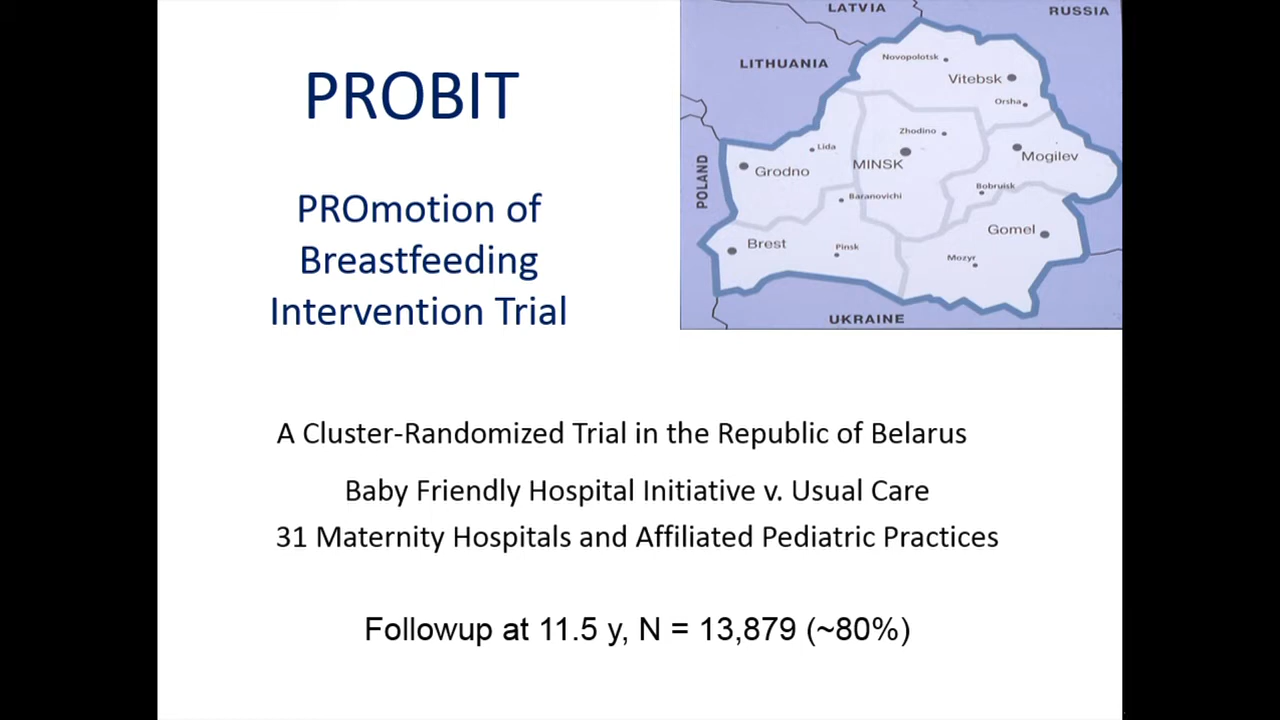 PROBIT
PROmotion of
Breastfeeding
Intervention Trial
LATVIA
RUSSIA
LITHUANIA
Novopolotsk
Vitebsk
Orsha
Zhodino
Lida
MINSK
Mogilev
POLAND
Grodno
Bobruisk
Baranovichi
Gomel
Brest
Pinsk
Mozyr
UKRAINE
A Cluster-Randomized Trial in the Republic of Belarus
Baby Friendly Hospital Initiative v. Usual Care
31 Maternity Hospitals and Affiliated Pediatric Practices
Followup at 11.5 y, N = 13,879 (~80%)